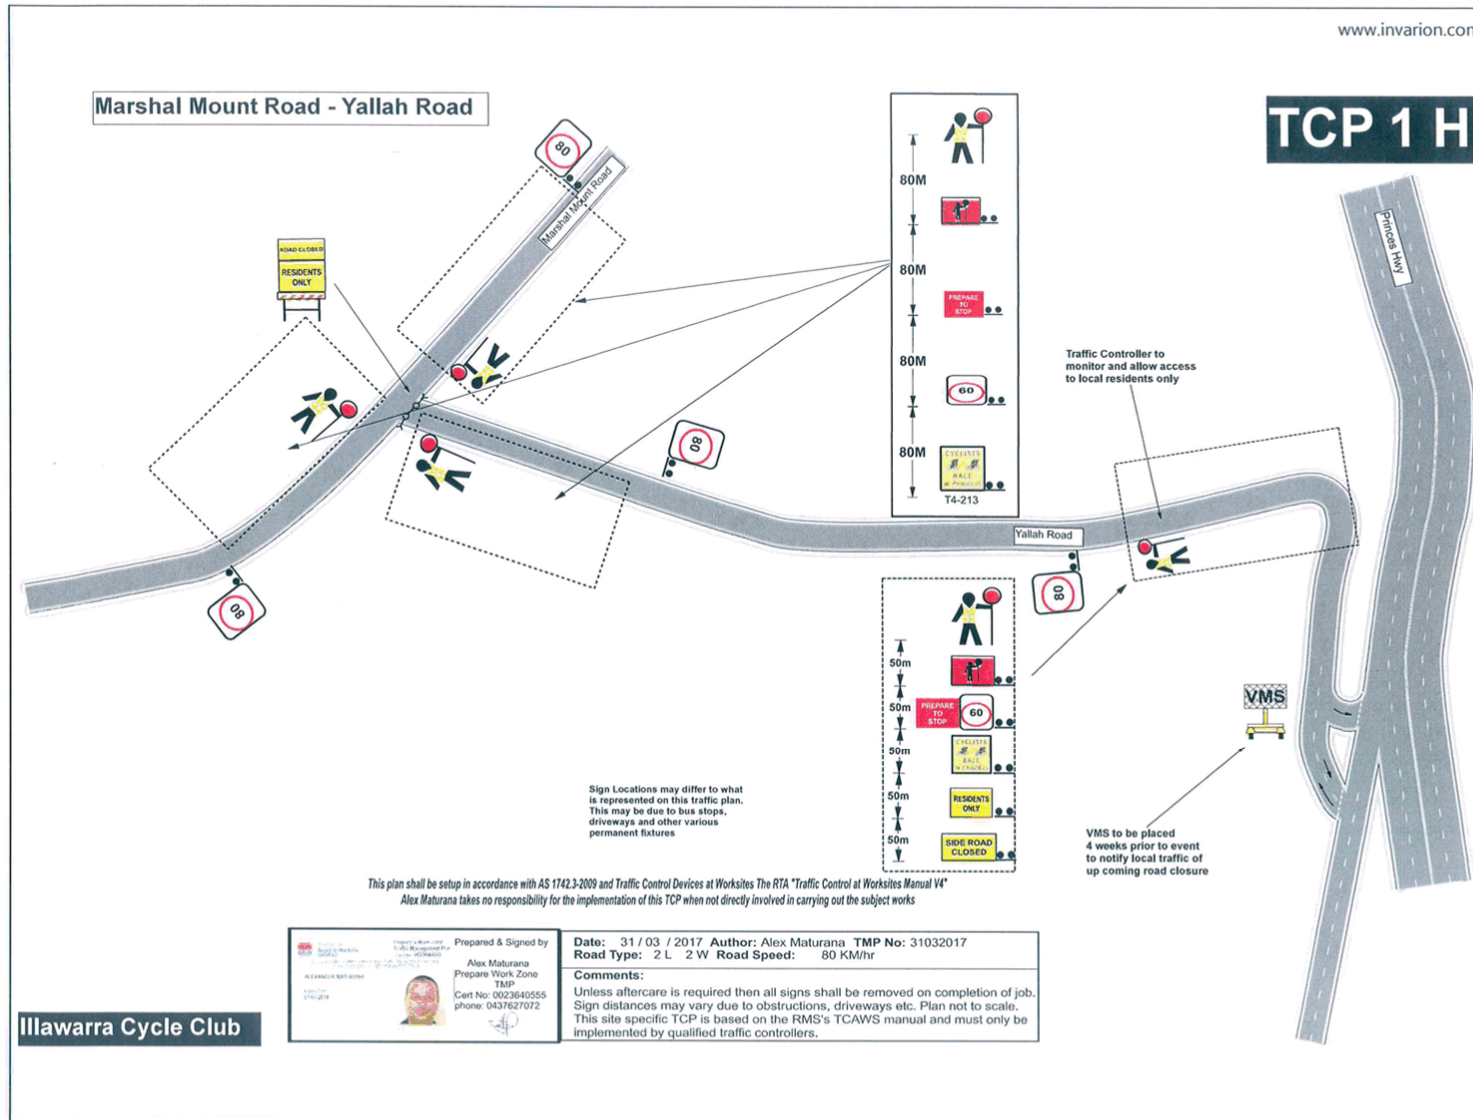 www.invarion.com
Marshal Mount Road - Yallah Road
TCP 1 H
80
Marshal Mount Road
ROAD CLOSED
RESIDENTS
ONLY
80M
80M
PREPARE
TO
STOP
80M
60
80M
CYCLISTS
RACE
IN PROGRESS
T4-213
Princes Hwy
Traffic Controller to
monitor and allow access
to local residents only
80
Yallah Road
80
80
50m
50m
PREPARE
TO
STOP
60
50m
CYCLISTS
RACE
IN PROGRESS
50m
RESIDENTS
ONLY
50m
SIDE ROAD
CLOSED
VMS
VMS to be placed
4 weeks prior to event
to notify local traffic of
up coming road closure
Sign Locations may differ to what
is represented on this traffic plan.
This may be due to bus stops,
driveways and other various
permanent fixtures
This plan shall be setup in accordance with AS 1742.3-2009 and Traffic Control Devices at Worksites The RTA "Traffic Control at Worksites Manual V4"
Alex Maturana takes no responsibility for the implementation of this TCP when not directly involved in carrying out the subject works
Prepared & Signed by
Alex Maturana
Prepare Work Zone
TMP
Cert No: 0023640555
phone: 0437627072
Date: 31 / 03 / 2017 Author: Alex Maturana TMP No: 31032017
Road Type: 2 L 2 W Road Speed: 80 KM/hr
Comments:
Unless aftercare is required then all signs shall be removed on completion of job.
Sign distances may vary due to obstructions, driveways etc. Plan not to scale.
This site specific TCP is based on the RMS's TCAWS manual and must only be
implemented by qualified traffic controllers.
Illawarra Cycle Club